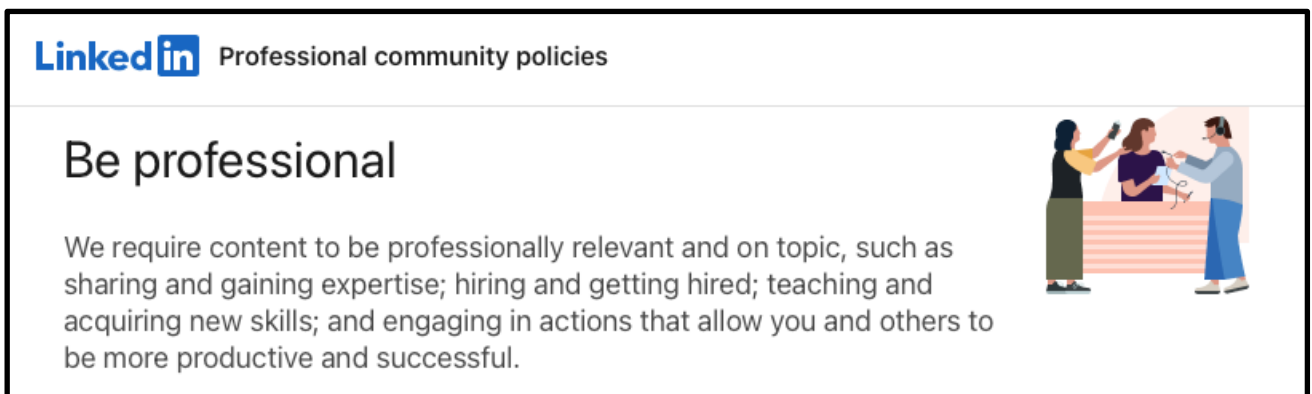 Linked in Professional community policies
Be professional
We require content to be professionally relevant and on topic, such as
sharing and gaining expertise; hiring and getting hired; teaching and
acquiring new skills; and engaging in actions that allow you and others to
be more productive and successful.